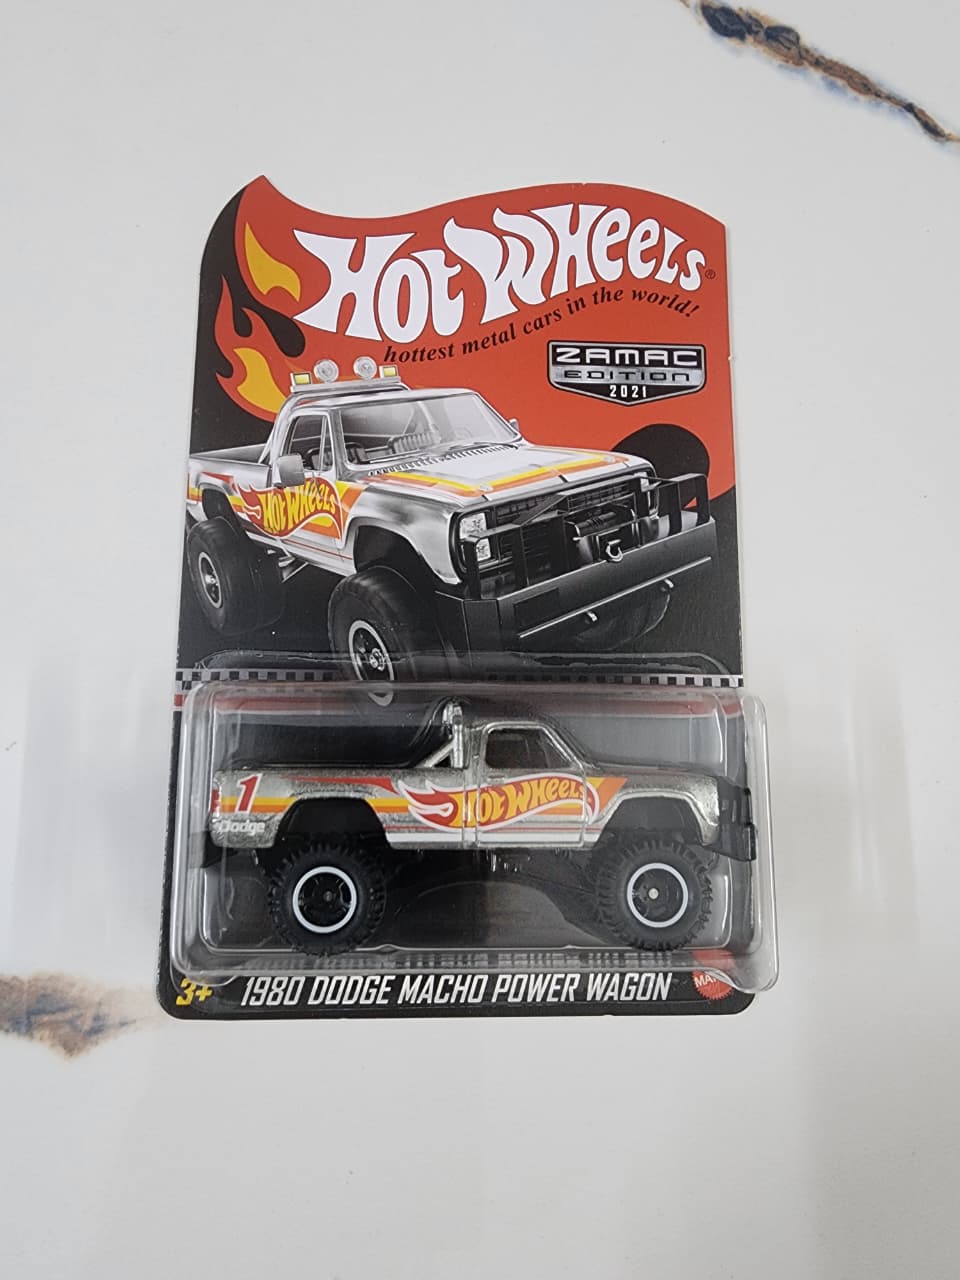 Hot Wheels®
hottest metal cars in the world!
ZAMAC
EDITION
2021
Hot Wheels
1
Dodge
Hot Wheels
3+
1980 DODGE MACHO POWER WAGON